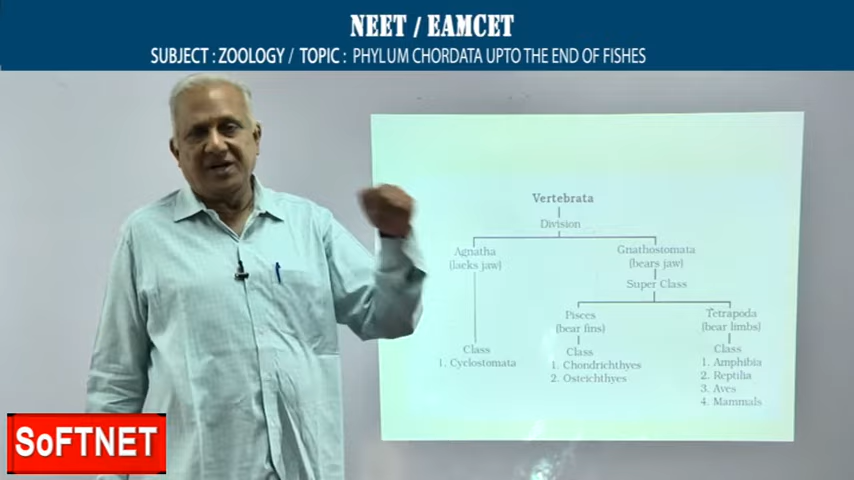 NEET / EAMCET
SUBJECT : ZOOLOGY / TOPIC : PHYLUM CHORDATA UPTO THE END OF FISHES
Vertebrata
Division
Agnatha
(lacks jaw)
Gnathostomata
(bears jaw)
Super Class
Pisces
(bear fins)
Tetrapoda
(bear limbs)
Class
1. Cyclostomata
Class
1. Chondrichthyes
2. Osteichthyes
Class
1. Amphibia
2. Reptilia
3. Aves
4. Mammals
SoFTNET